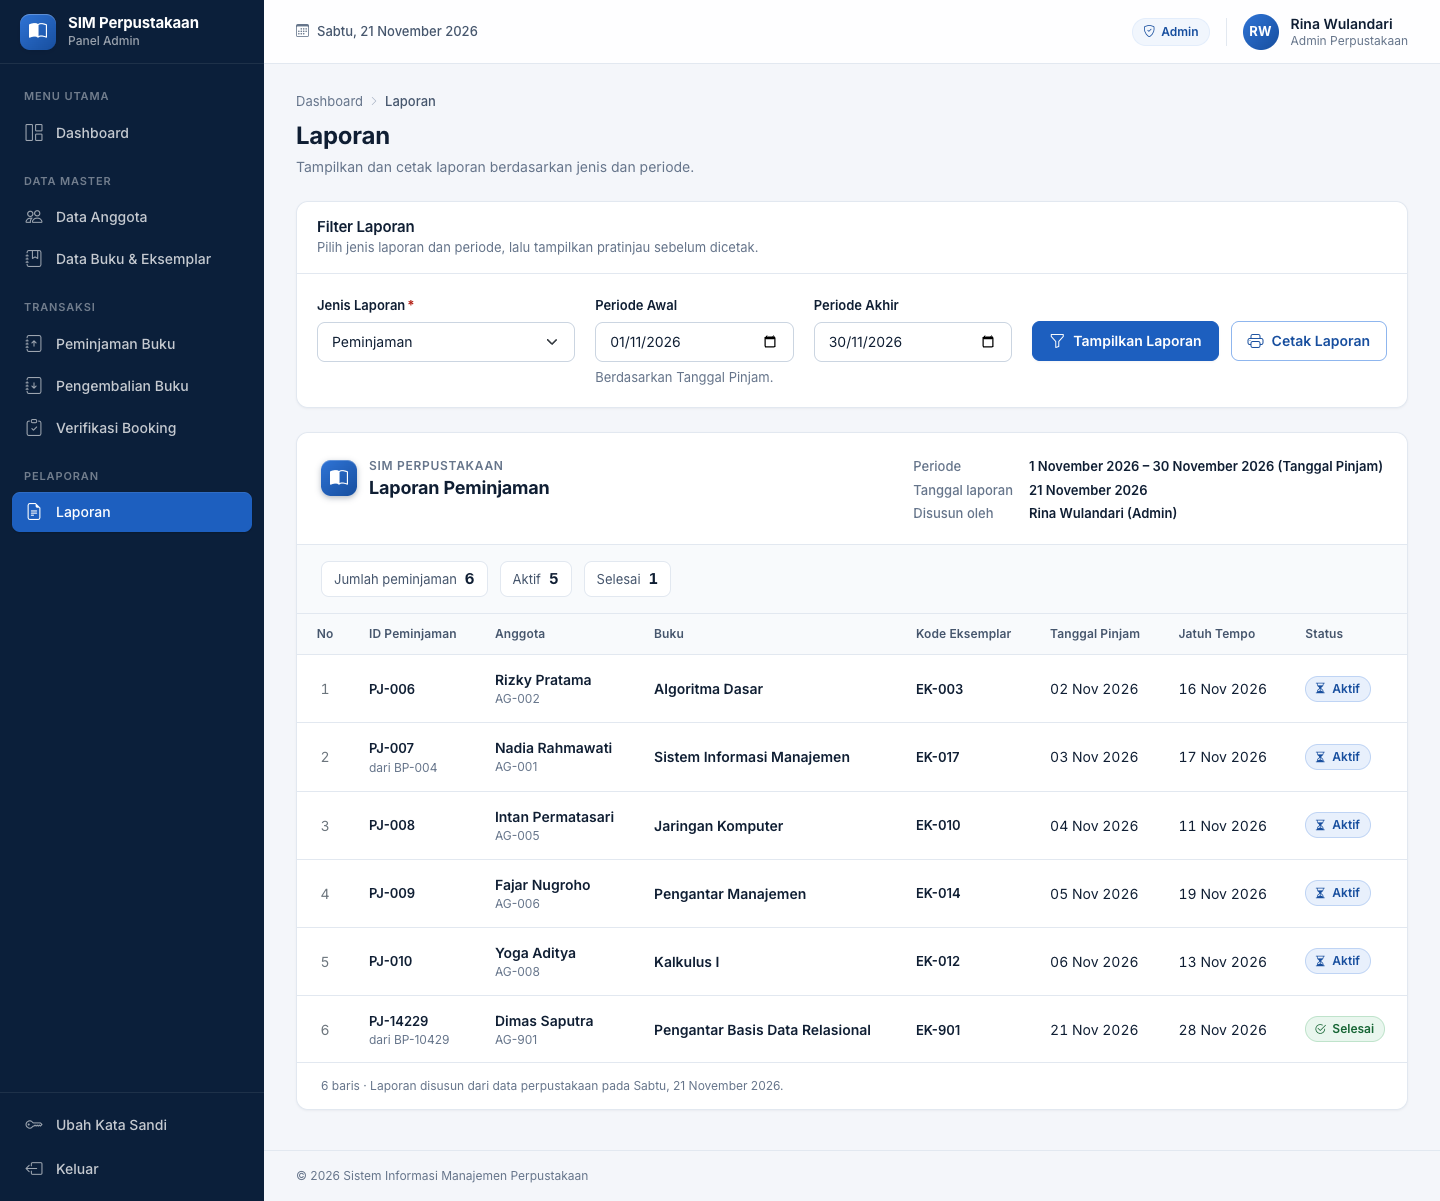 SIM Perpustakaan
Panel Admin
MENU UTAMA
Dashboard
DATA MASTER
Data Anggota
Data Buku & Eksemplar
TRANSAKSI
Peminjaman Buku
Pengembalian Buku
Verifikasi Booking
PELAPORAN
Laporan
Ubah Kata Sandi
Keluar
Sabtu, 21 November 2026
Admin
RW
Rina Wulandari
Admin Perpustakaan
Dashboard Laporan
Laporan
Tampilkan dan cetak laporan berdasarkan jenis dan periode.
Filter Laporan
Pilih jenis laporan dan periode, lalu tampilkan pratinjau sebelum dicetak.
Jenis Laporan * Periode Awal Periode Akhir
Peminjaman 01/11/2026 30/11/2026 Tampilkan Laporan Cetak Laporan
Berdasarkan Tanggal Pinjam.
SIM PERPUSTAKAAN
Laporan Peminjaman
Periode 1 November 2026 – 30 November 2026 (Tanggal Pinjam)
Tanggal laporan 21 November 2026
Disusun oleh Rina Wulandari (Admin)
Jumlah peminjaman 6 Aktif 5 Selesai 1
No ID Peminjaman Anggota Buku Kode Eksemplar Tanggal Pinjam Jatuh Tempo Status
1 PJ-006 Rizky Pratama AG-002 Algoritma Dasar EK-003 02 Nov 2026 16 Nov 2026 Aktif
2 PJ-007 dari BP-004 Nadia Rahmawati AG-001 Sistem Informasi Manajemen EK-017 03 Nov 2026 17 Nov 2026 Aktif
3 PJ-008 Intan Permatasari AG-005 Jaringan Komputer EK-010 04 Nov 2026 11 Nov 2026 Aktif
4 PJ-009 Fajar Nugroho AG-006 Pengantar Manajemen EK-014 05 Nov 2026 19 Nov 2026 Aktif
5 PJ-010 Yoga Aditya AG-008 Kalkulus I EK-012 06 Nov 2026 13 Nov 2026 Aktif
6 PJ-14229 dari BP-10429 Dimas Saputra AG-901 Pengantar Basis Data Relasional EK-901 21 Nov 2026 28 Nov 2026 Selesai
6 baris · Laporan disusun dari data perpustakaan pada Sabtu, 21 November 2026.
© 2026 Sistem Informasi Manajemen Perpustakaan